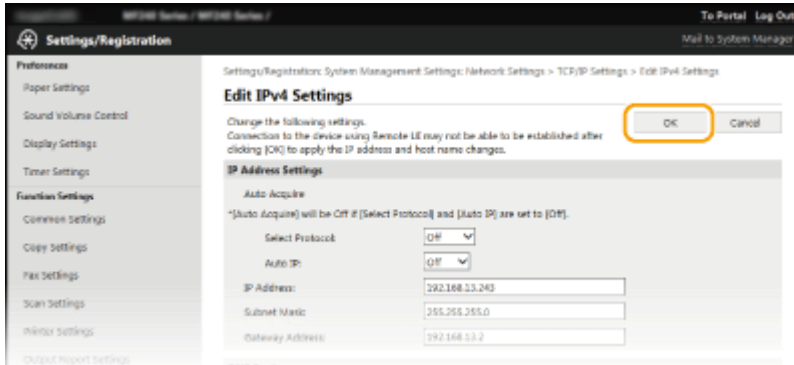 MF240 Series / MF240 Series /
To Portal Log Out
Settings/Registration
Mail to System Manager
Preferences
Paper Settings
Sound Volume Control
Display Settings
Timer Settings
Function Settings
Common Settings
Copy Settings
Fax Settings
Scan Settings
Printer Settings
Output Report Settings
Settings/Registration: System Management Settings: Network Settings > TCP/IP Settings > Edit IPv4 Settings
Edit IPv4 Settings
Change the following settings.
Connection to the device using Remote UI may not be able to be established after
clicking [OK] to apply the IP address and host name changes.
OK
Cancel
IP Address Settings
Auto Acquire
*[Auto Acquire] will be Off if [Select Protocol] and [Auto IP] are set to [Off].
Select Protocol: Off
Auto IP: Off
IP Address: 192.168.13.243
Subnet Mask: 255.255.255.0
Gateway Address: 192.168.13.2